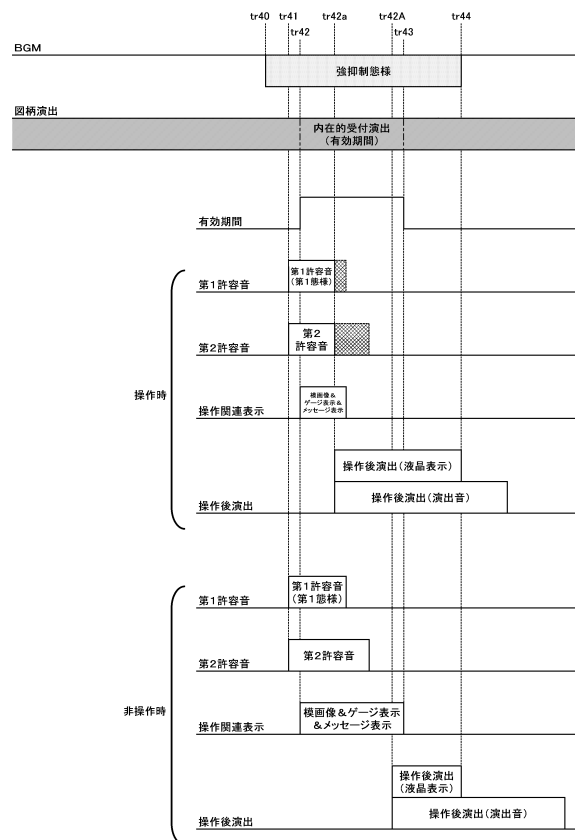 tr40 tr41 tr42a tr42A tr44
tr42 tr43
BGM
強抑制態様
図柄演出
内在的受付演出
(有効期間)
有効期間
操作時
第1許容音
第1許容音
(第1態様)
第2許容音
第2
許容音
操作関連表示
模画像&
ゲージ表示&
メッセージ表示
操作後演出(液晶表示)
操作後演出
操作後演出(演出音)
非操作時
第1許容音
第1許容音
(第1態様)
第2許容音
第2許容音
操作関連表示
模画像&ゲージ表示
&メッセージ表示
操作後演出
(液晶表示)
操作後演出
操作後演出(演出音)